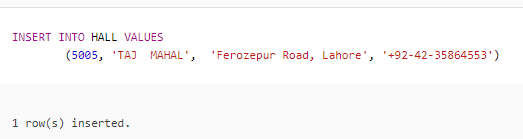 INSERT INTO HALL VALUES
(5005, 'TAJ  MAHAL',  'Ferozepur Road, Lahore', '+92-42-35864553')
1 row(s) inserted.